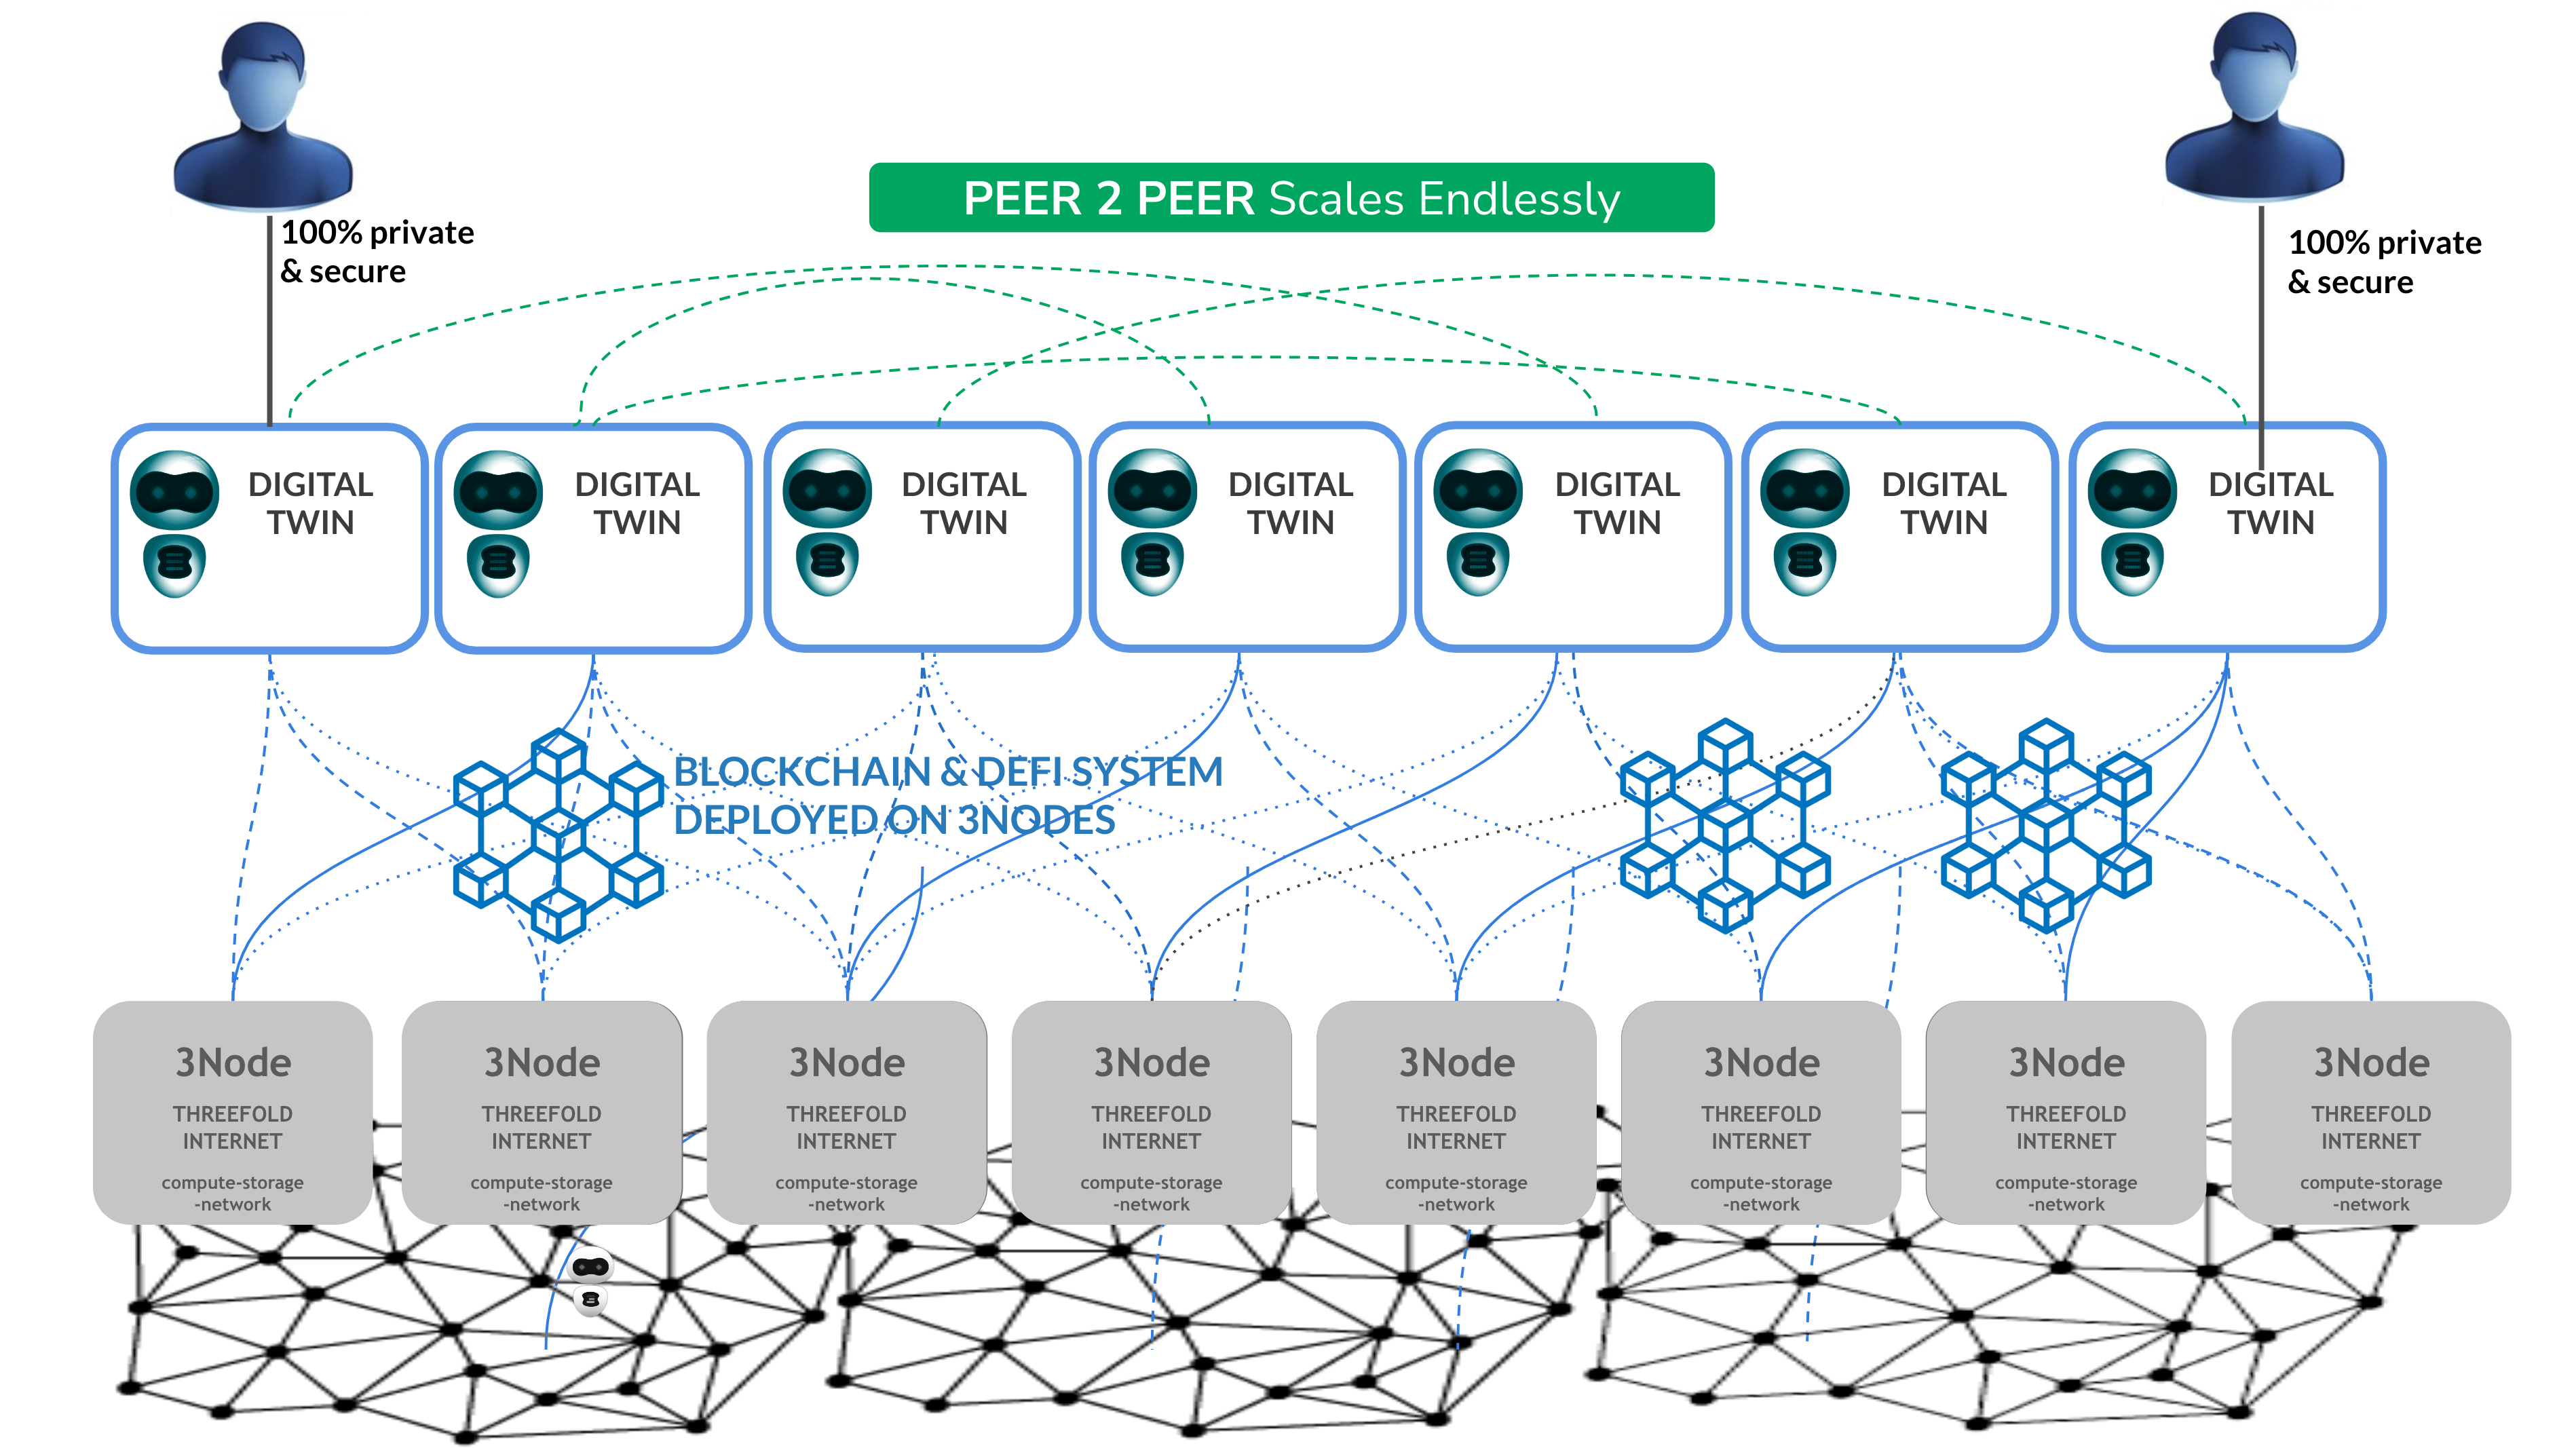 PEER 2 PEER Scales Endlessly
100% private
& secure
100% private
& secure
DIGITAL
TWIN
DIGITAL
TWIN
DIGITAL
TWIN
DIGITAL
TWIN
DIGITAL
TWIN
DIGITAL
TWIN
DIGITAL
TWIN
BLOCKCHAIN & DEFI SYSTEM
DEPLOYED ON 3NODES
3Node
THREEFOLD
INTERNET
compute-storage
-network
3Node
THREEFOLD
INTERNET
compute-storage
-network
3Node
THREEFOLD
INTERNET
compute-storage
-network
3Node
THREEFOLD
INTERNET
compute-storage
-network
3Node
THREEFOLD
INTERNET
compute-storage
-network
3Node
THREEFOLD
INTERNET
compute-storage
-network
3Node
THREEFOLD
INTERNET
compute-storage
-network
3Node
THREEFOLD
INTERNET
compute-storage
-network